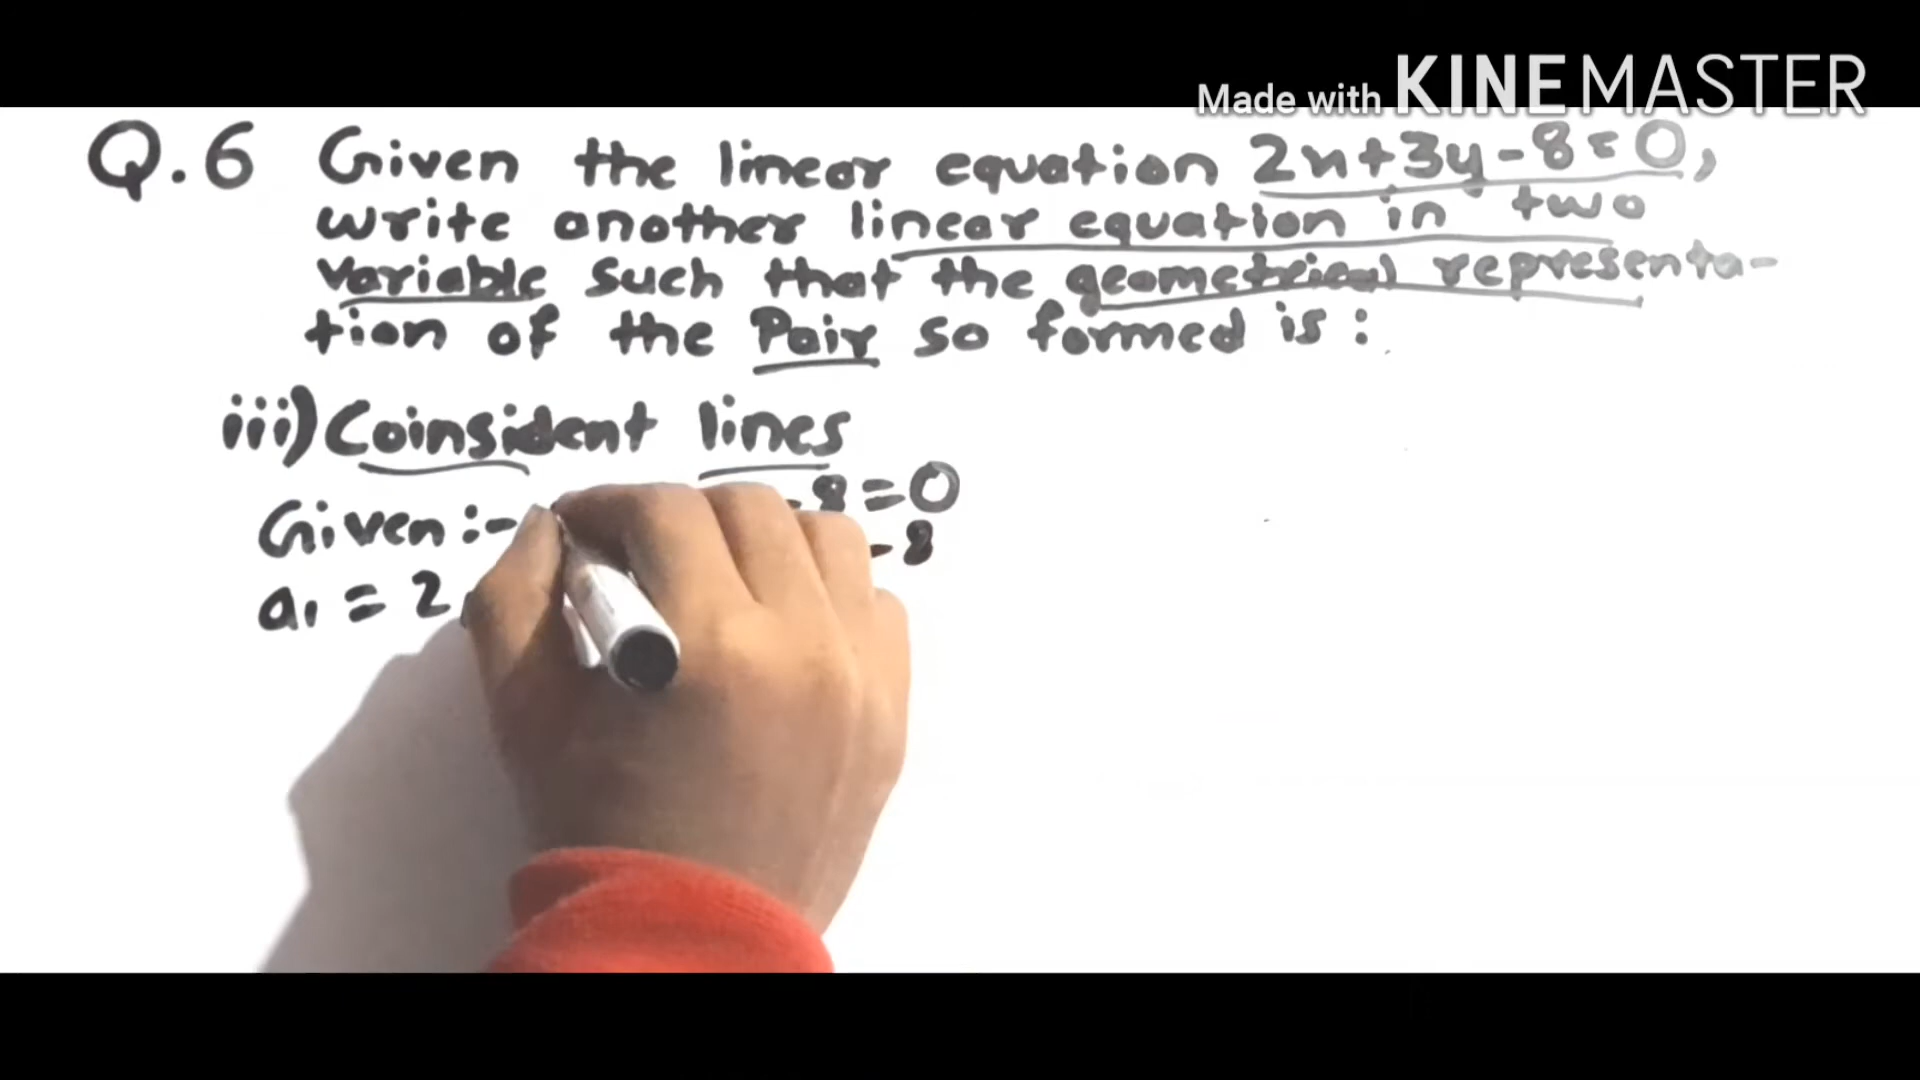 Made with KINEMASTER
Q.6 Given the linear equation 2x+3y-8=0,
write another linear equation in two
variable such that the geometrical representa-
tion of the Pair so formed is:
iii) Coinsident lines
Given:- -8=0
-8
a₁ = 2